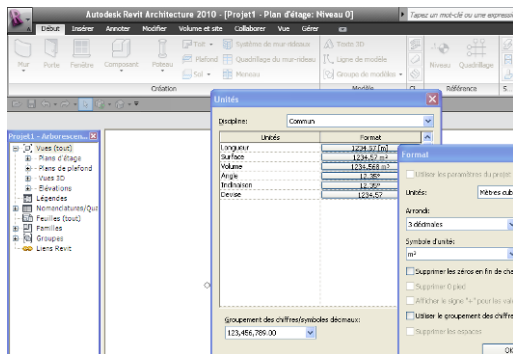 Autodesk Revit Architecture 2010 - [Projet1 - Plan d'étage: Niveau 0]
Tapez un mot-clé ou une expressi
Début Insérer Annoter Modifier Volume et site Collaborer Vue Gérer
Mur Porte Fenêtre Composant Poteau
Toit
Plafond
Sol
Système de mur-rideau
Quadrillage du mur-rideau
Meneau
Texte 3D
Ligne de modèle
Groupe de modèles
Niveau Quadrillage
Création Modèle Référence
Projet1 - Arborescen...
Vues (tout)
Plans d'étage
Plans de plafond
Vues 3D
Elévations
Légendes
Nomenclatures/Qua
Feuilles (tout)
Familles
Groupes
Liens Revit
Unités
Discipline: Commun
Unités Format
Longueur 1234.57 [m]
Surface 1234.57 m²
Volume 1234.568 m³
Angle 12.35°
Inclinaison 12.35°
Devise 1234.57
Groupement des chiffres/symboles décimaux:
123,456,789.00
Format
Utiliser les paramètres du projet
Unités: Mètres cub
Arrondi:
3 décimales
Symbole d'unité:
m³
Supprimer les zéros en fin de cha
Supprimer 0 pied
Afficher le signe "+" pour les vale
Utiliser le groupement des chiffre
Supprimer les espaces
OK